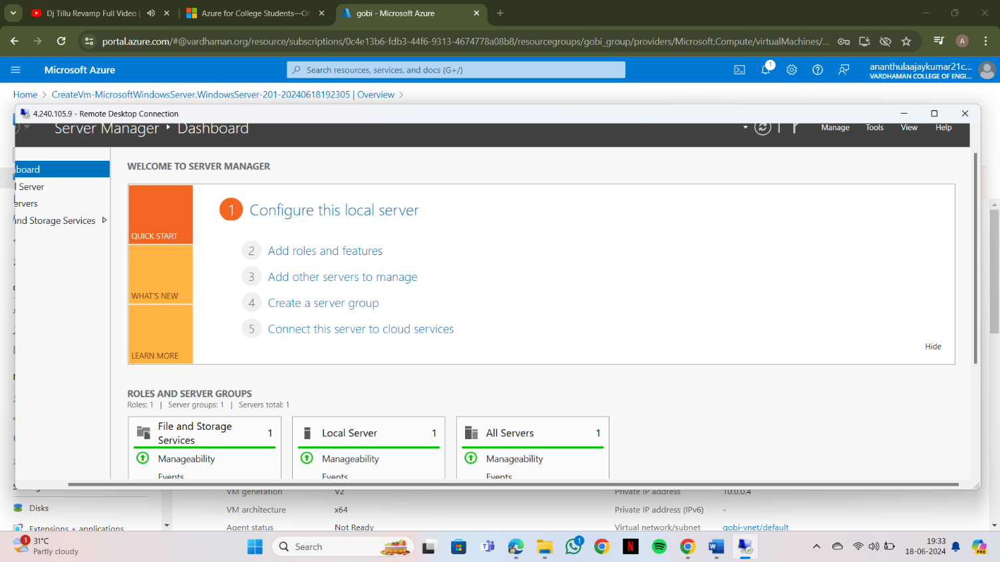 Dj Tillu Revamp Full Video
Azure for College Students—Of
gobi - Microsoft Azure
portal.azure.com/#@vardhaman.org/resource/subscriptions/0c4e13b6-fdb3-44f6-9313-4674778a08b8/resourcegroups/gobi_group/providers/Microsoft.Compute/virtualMachines/...
A
Microsoft Azure
Search resources, services, and docs (G+/)
1
ananthulaajaykumar21c...
VARDHAMAN COLLEGE OF ENGI...
Home > CreateVm-MicrosoftWindowsServer.WindowsServer-201-20240618192305 | Overview >
4.240.105.9 - Remote Desktop Connection
Server Manager ‣ Dashboard
Manage Tools View Help
board
l Server
ervers
and Storage Services
WELCOME TO SERVER MANAGER
QUICK START
WHAT'S NEW
LEARN MORE
1 Configure this local server
2 Add roles and features
3 Add other servers to manage
4 Create a server group
5 Connect this server to cloud services
Hide
ROLES AND SERVER GROUPS
Roles: 1 | Server groups: 1 | Servers total: 1
File and Storage Services 1
Manageability
Events
Local Server 1
Manageability
Events
All Servers 1
Manageability
Events
VM generation V2
Private IP address 10.0.0.4
Disks
VM architecture x64
Private IP address (IPv6) -
Extensions + applications
Agent status Not Ready
Virtual network/subnet gobi-vnet/default
1
31°C
Partly cloudy
Search
1
19:33
18-06-2024
PRE